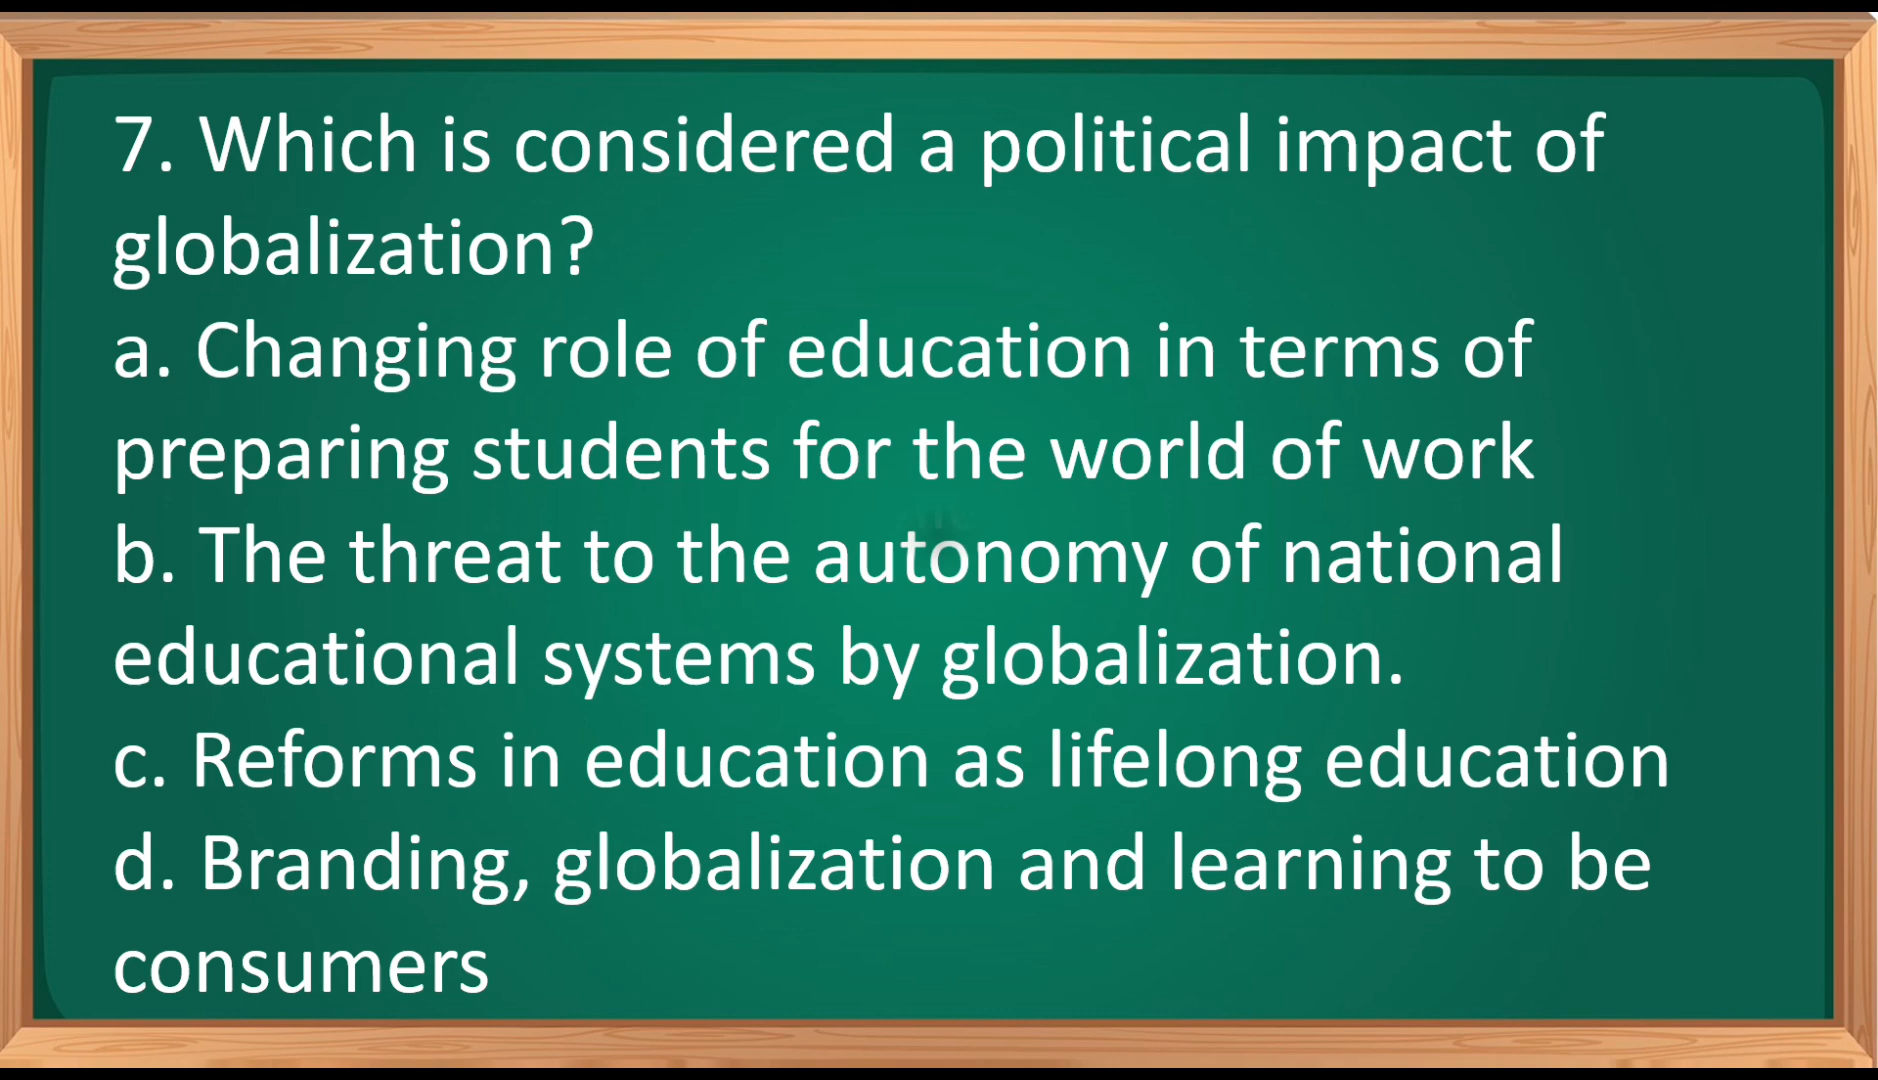 7. Which is considered a political impact of
globalization?
a. Changing role of education in terms of
preparing students for the world of work
b. The threat to the autonomy of national
educational systems by globalization.
c. Reforms in education as lifelong education
d. Branding, globalization and learning to be
consumers